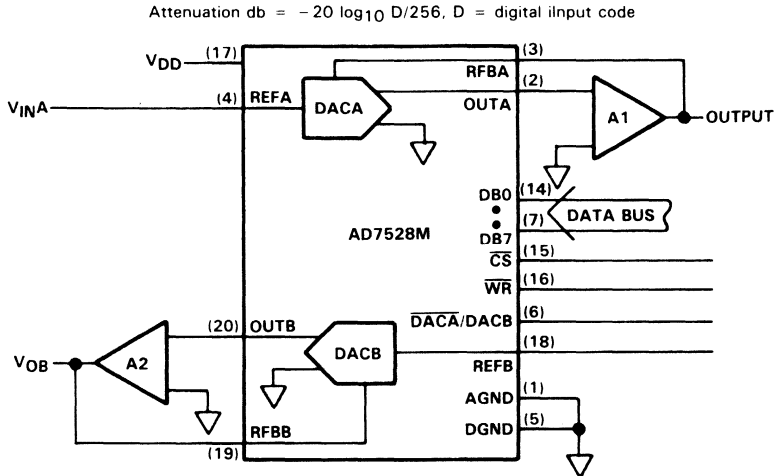 Attenuation db = −20 log10 D/256, D = digital iInput code
(17)
VDD
(3)
RFBA
(2)
OUTA
VINA
(4)
REFA
DACA
A1
OUTPUT
DB0
(14)
DATA BUS
(7)
DB7
AD7528M
CS
(15)
WR
(16)
DACA/DACB
(6)
(20)
OUTB
(18)
REFB
VOB
A2
DACB
AGND
(1)
DGND
(5)
RFBB
(19)